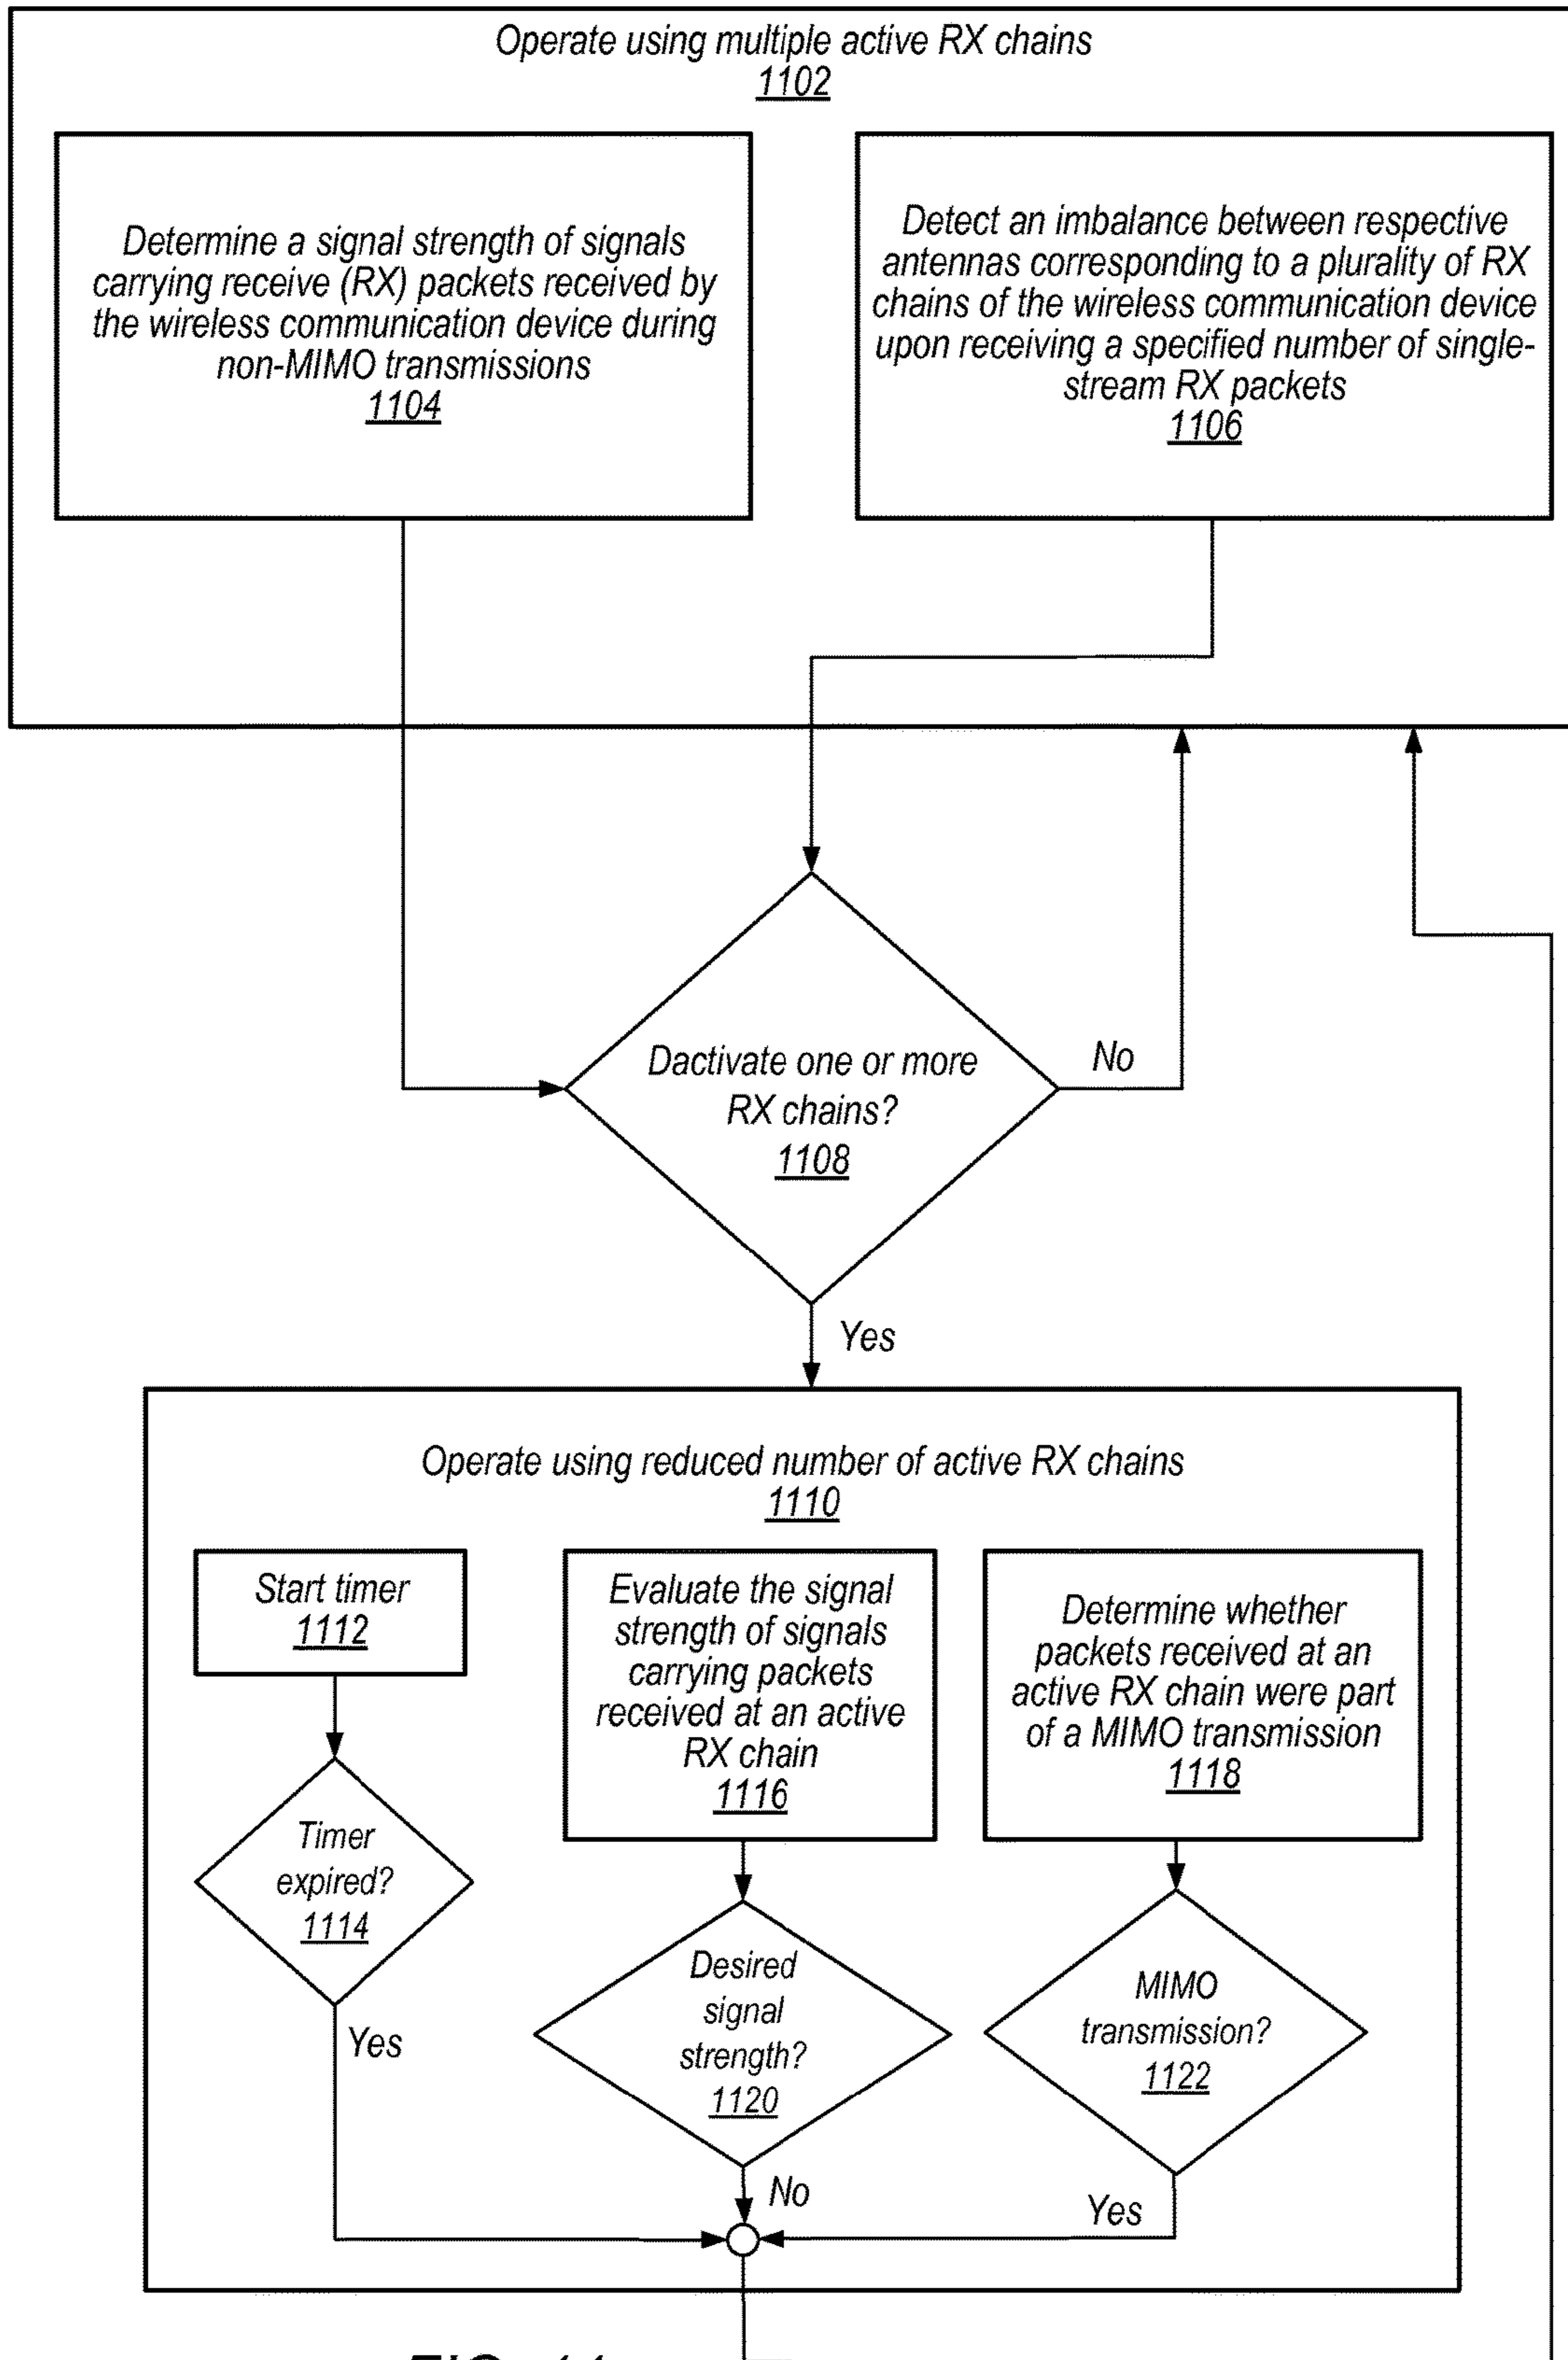 Operate using multiple active RX chains
1102
Determine a signal strength of signals
carrying receive (RX) packets received by
the wireless communication device during
non-MIMO transmissions
1104
Detect an imbalance between respective
antennas corresponding to a plurality of RX
chains of the wireless communication device
upon receiving a specified number of single-
stream RX packets
1106
Dactivate one or more
RX chains?
1108
No
Yes
Operate using reduced number of active RX chains
1110
Start timer
1112
Evaluate the signal
strength of signals
carrying packets
received at an active
RX chain
1116
Determine whether
packets received at an
active RX chain were part
of a MIMO transmission
1118
Timer
expired?
1114
Desired
signal
strength?
1120
MIMO
transmission?
1122
Yes
No
Yes